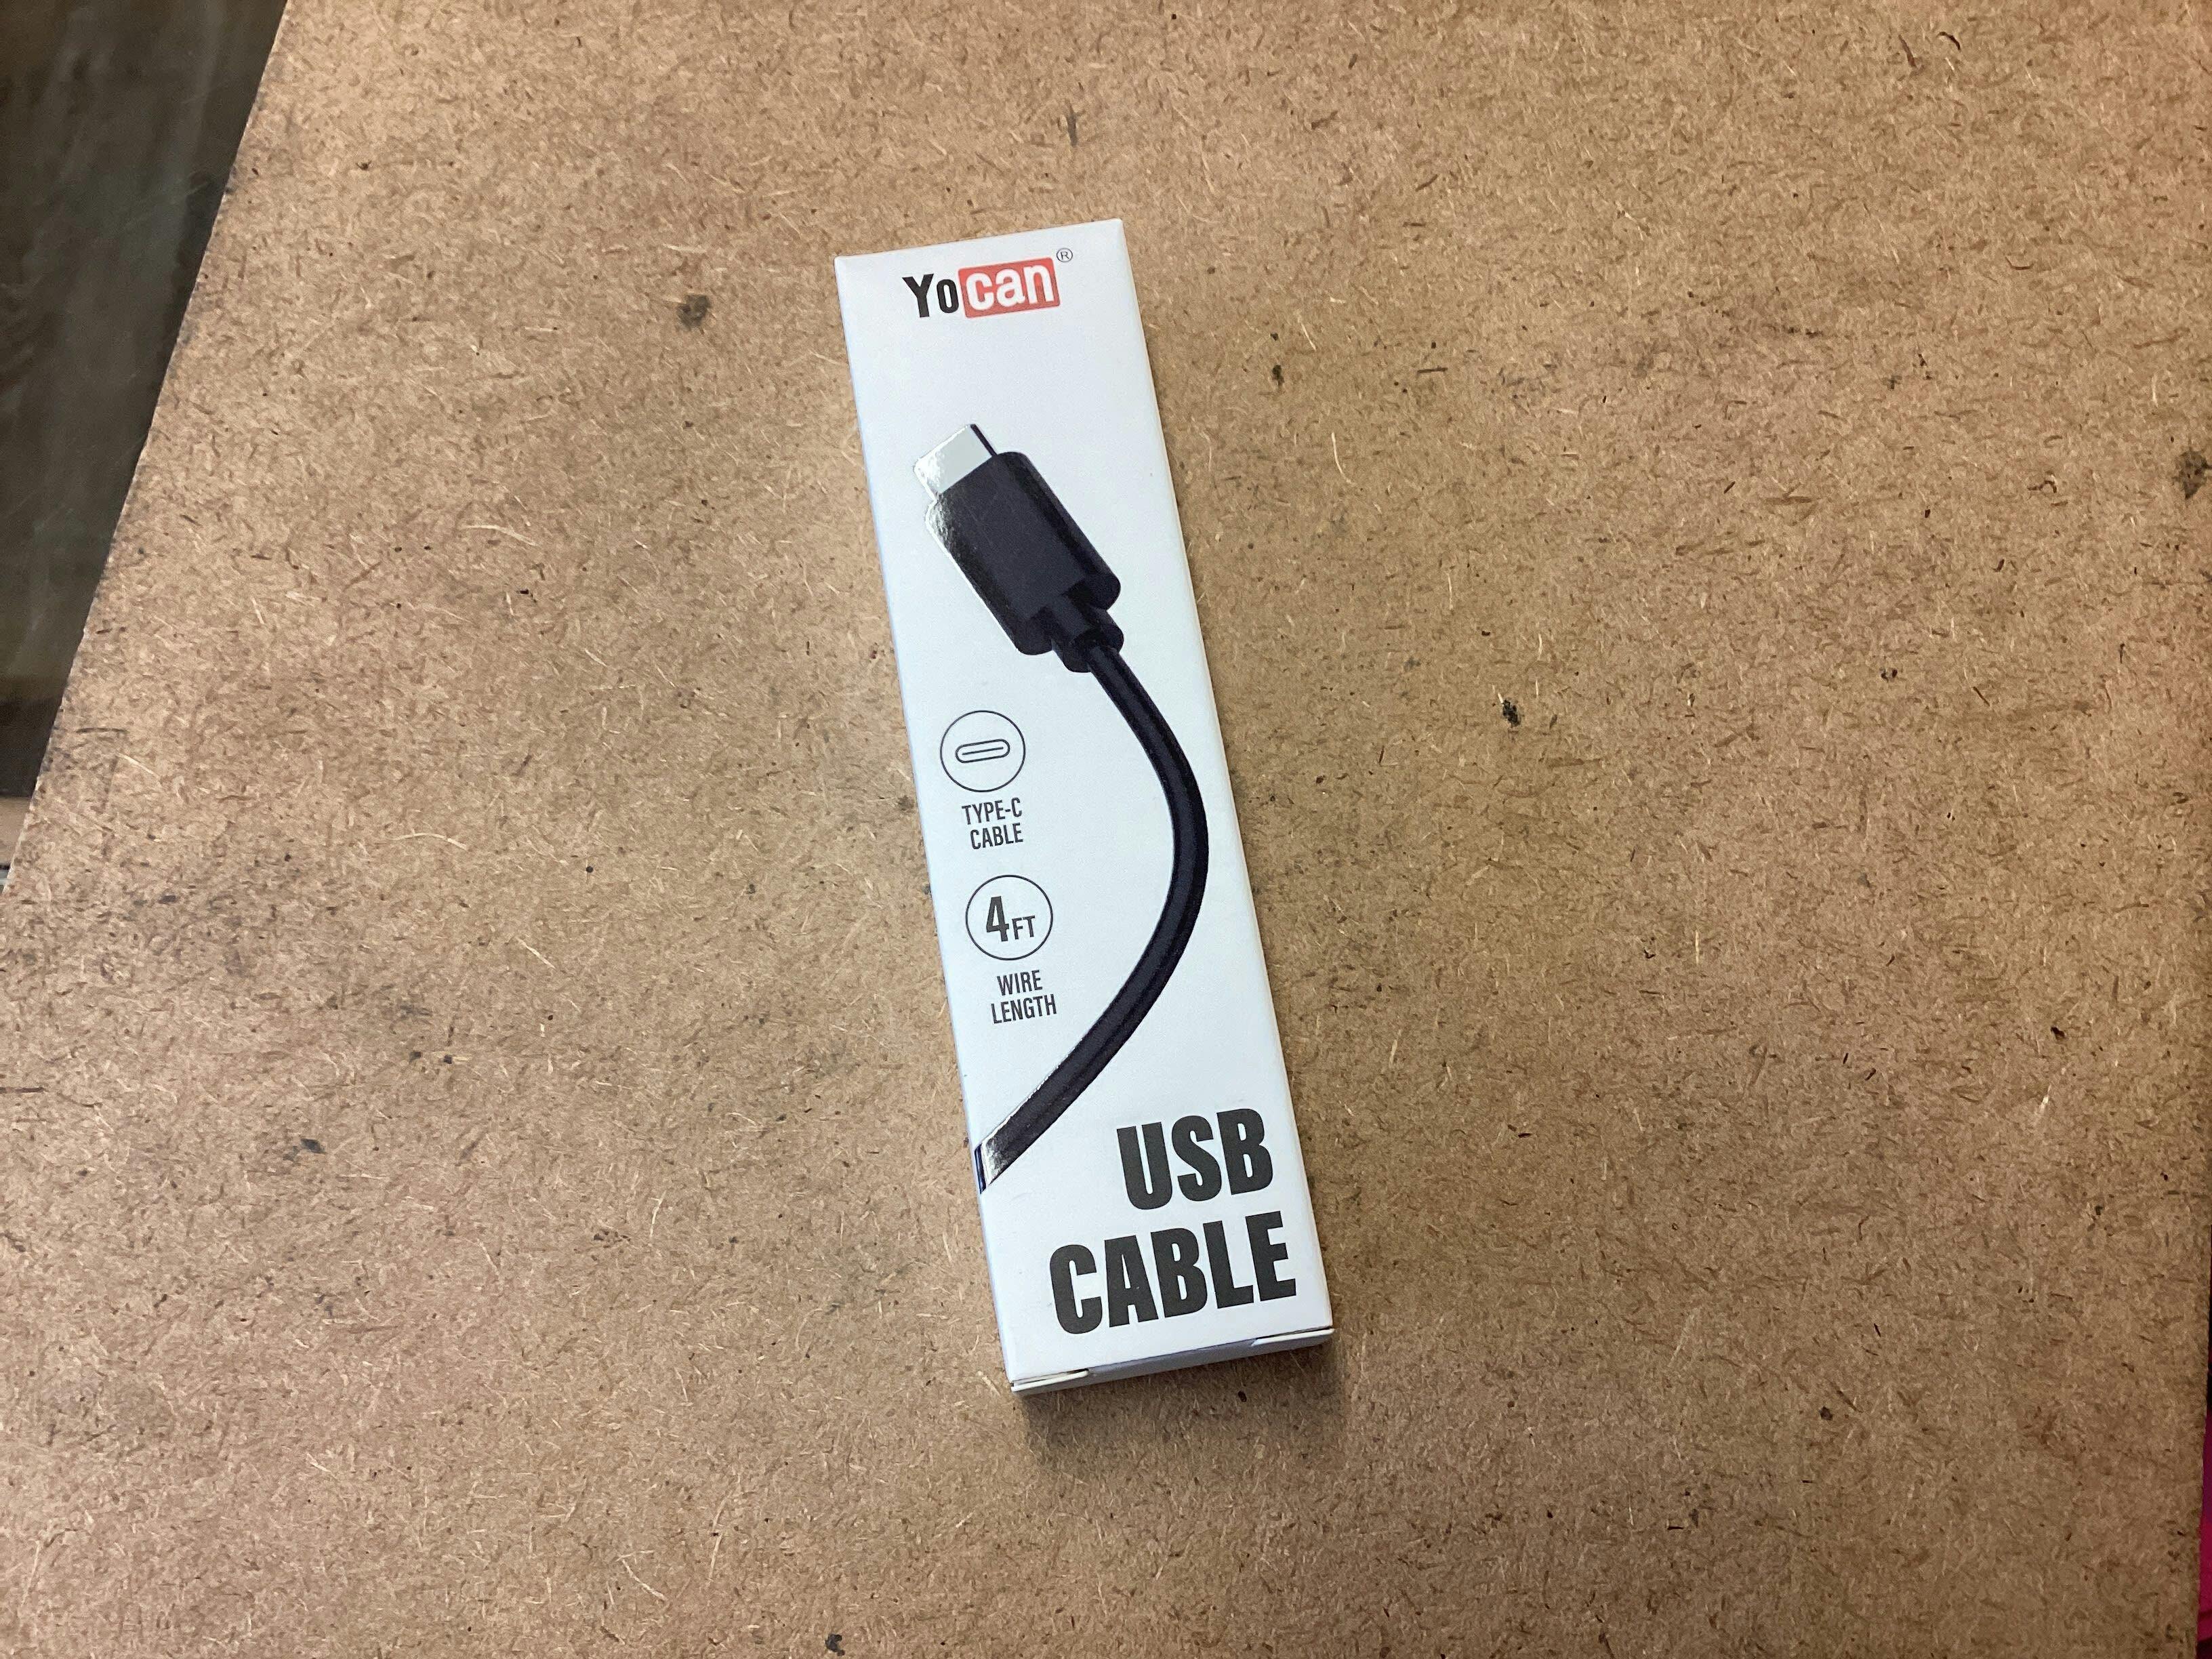 Yocan®
TYPE-C
CABLE
4FT
WIRE
LENGTH
USB
CABLE